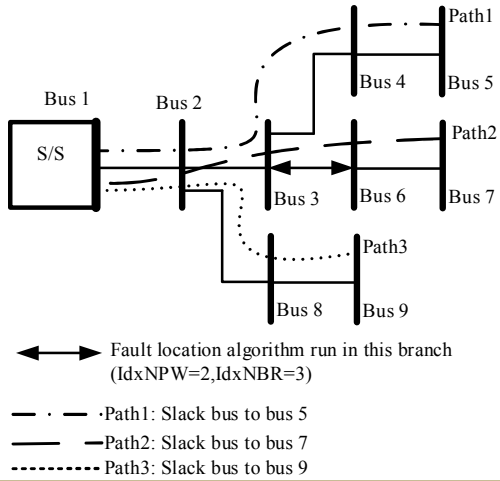 Path1
Bus 4
Bus 5
Bus 1
Bus 2
S/S
Path2
Bus 3
Bus 6
Bus 7
Path3
Bus 8
Bus 9
Fault location algorithm run in this branch
(IdxNPW=2,IdxNBR=3)
Path1: Slack bus to bus 5
Path2: Slack bus to bus 7
Path3: Slack bus to bus 9